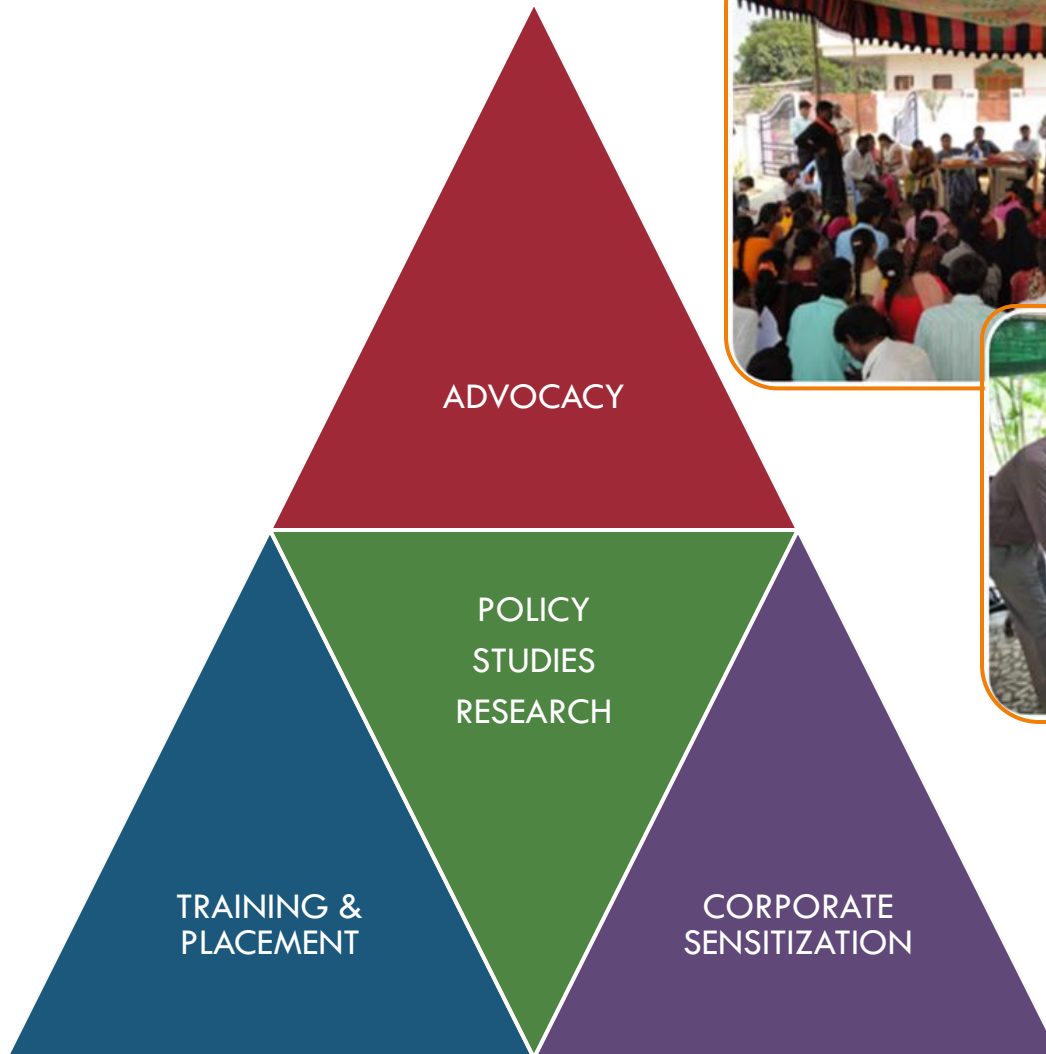 ADVOCACY
POLICY
STUDIES
RESEARCH
TRAINING &
PLACEMENT
CORPORATE
SENSITIZATION